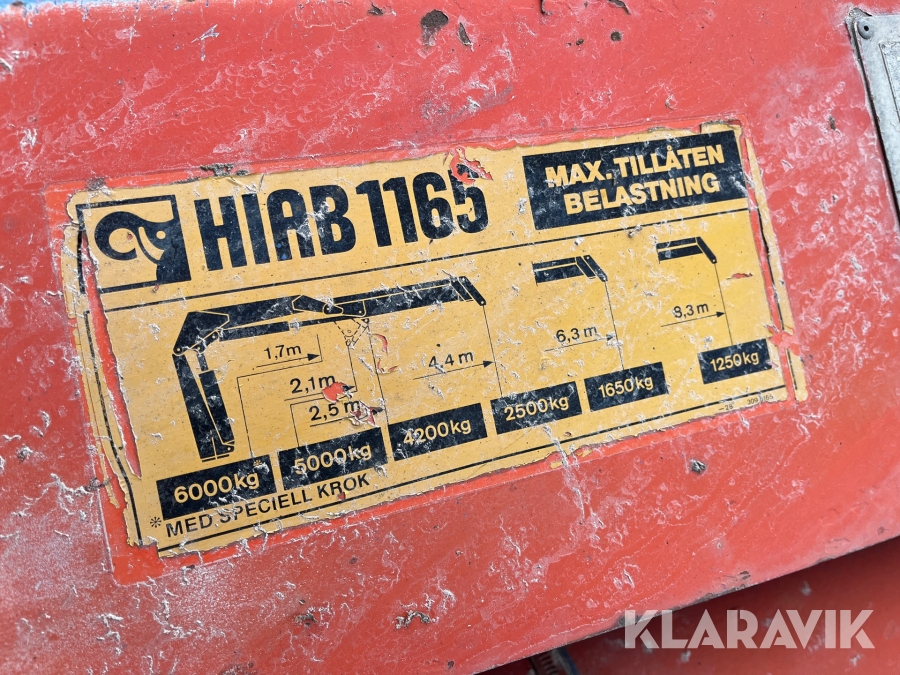 HIAB 1165
MAX. TILLÅTEN
BELASTNING
1,7m
2,1m
2,5m
4,4m
6,3m
8,3m
6000kg
5000kg
4200kg
2500kg
1650kg
1250kg
*MED SPECIELL KROK
KLARAVIK